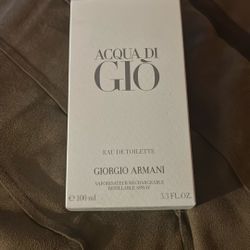 ACQUA DI
GIÒ
EAU DE TOILETTE
GIORGIO ARMANI
VAPORISATEUR RECHARGEABLE
REFILLABLE SPRAY
℮ 100 ml 3.3 FL. OZ.